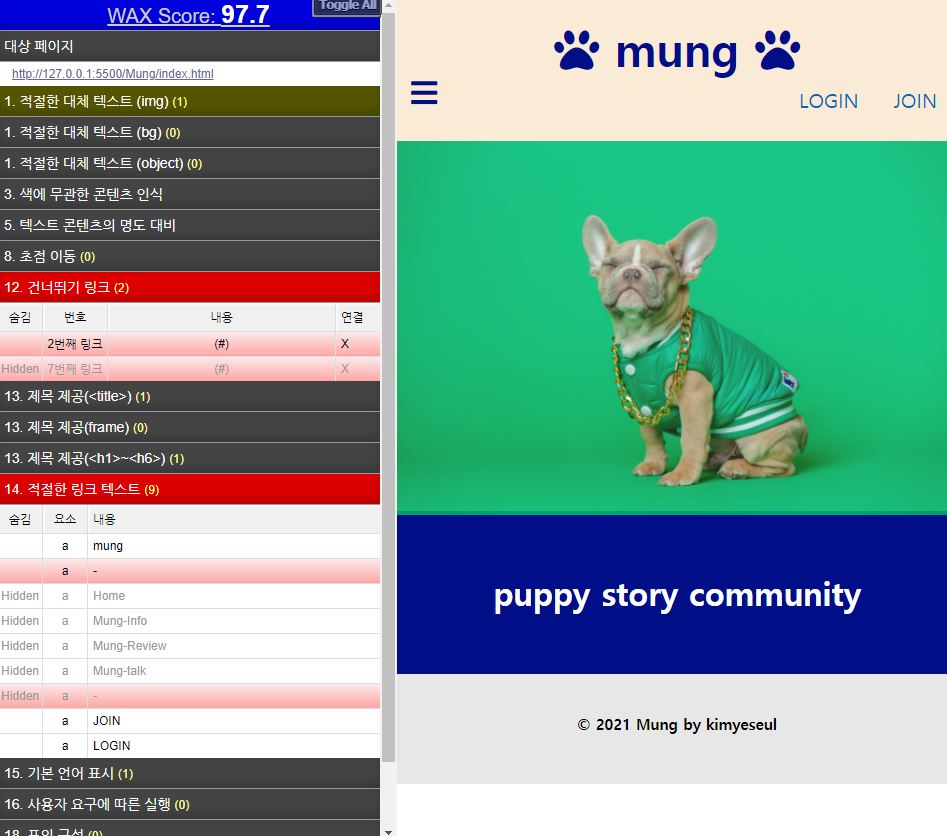 WAX Score: 97.7
Toggle All
대상 페이지
http://127.0.0.1:5500/Mung/index.html
1. 적절한 대체 텍스트 (img) (1)
1. 적절한 대체 텍스트 (bg) (0)
1. 적절한 대체 텍스트 (object) (0)
3. 색에 무관한 콘텐츠 인식
5. 텍스트 콘텐츠의 명도 대비
8. 초점 이동 (0)
12. 건너뛰기 링크 (2)
숨김 번호 내용 연결
2번째 링크 (#) X
Hidden 7번째 링크 (#) X
13. 제목 제공(<title>) (1)
13. 제목 제공(frame) (0)
13. 제목 제공(<h1>~<h6>) (1)
14. 적절한 링크 텍스트 (9)
숨김 요소 내용
a mung
a -
Hidden a Home
Hidden a Mung-Info
Hidden a Mung-Review
Hidden a Mung-talk
Hidden a -
a JOIN
a LOGIN
15. 기본 언어 표시 (1)
16. 사용자 요구에 따른 실행 (0)
18. 표의 구성 (0)
mung
LOGIN JOIN
puppy story community
© 2021 Mung by kimyeseul